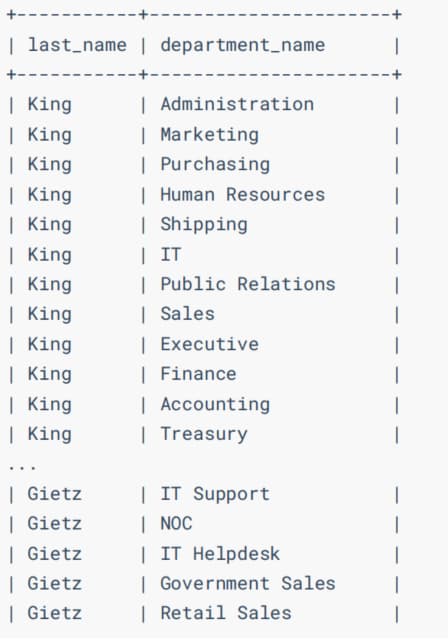 +-----------+----------------------+
| last_name | department_name      |
+-----------+----------------------+
| King      | Administration       |
| King      | Marketing            |
| King      | Purchasing           |
| King      | Human Resources      |
| King      | Shipping             |
| King      | IT                   |
| King      | Public Relations     |
| King      | Sales                |
| King      | Executive            |
| King      | Finance              |
| King      | Accounting           |
| King      | Treasury             |
...
| Gietz     | IT Support           |
| Gietz     | NOC                  |
| Gietz     | IT Helpdesk          |
| Gietz     | Government Sales     |
| Gietz     | Retail Sales         |